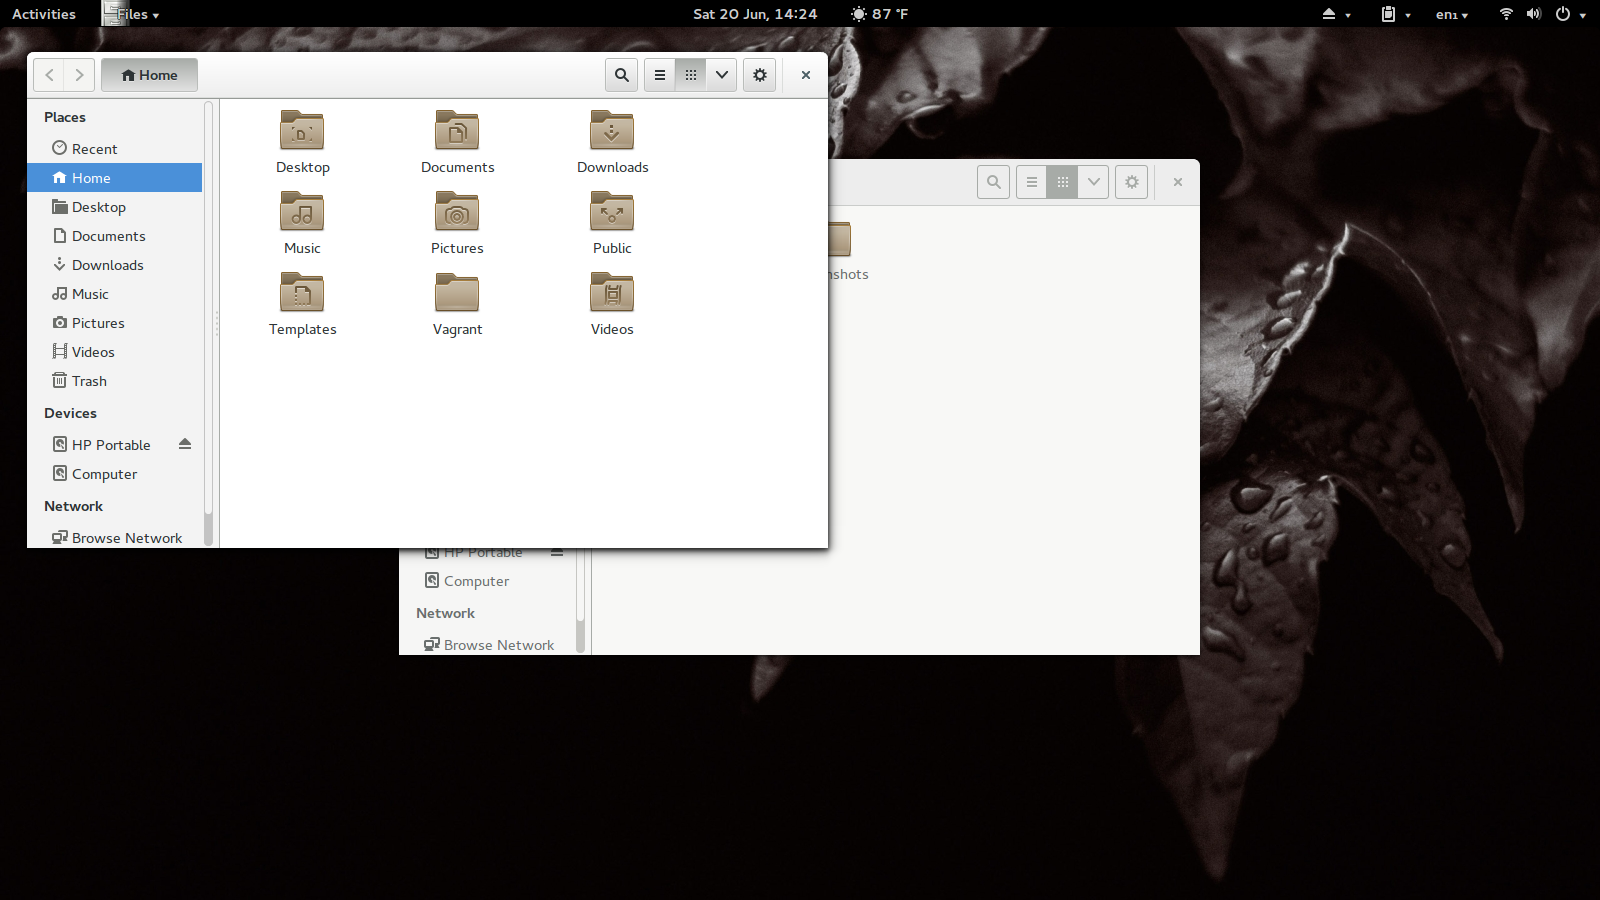 Activities
Files
Sat 20 Jun, 14:24
87 °F
en₁
Home
Places
Recent
Home
Desktop
Documents
Downloads
Music
Pictures
Videos
Trash
Devices
HP Portable
Computer
Network
Browse Network
Desktop
Documents
Downloads
Music
Pictures
Public
Templates
Vagrant
Videos
nshots
HP Portable
Computer
Network
Browse Network